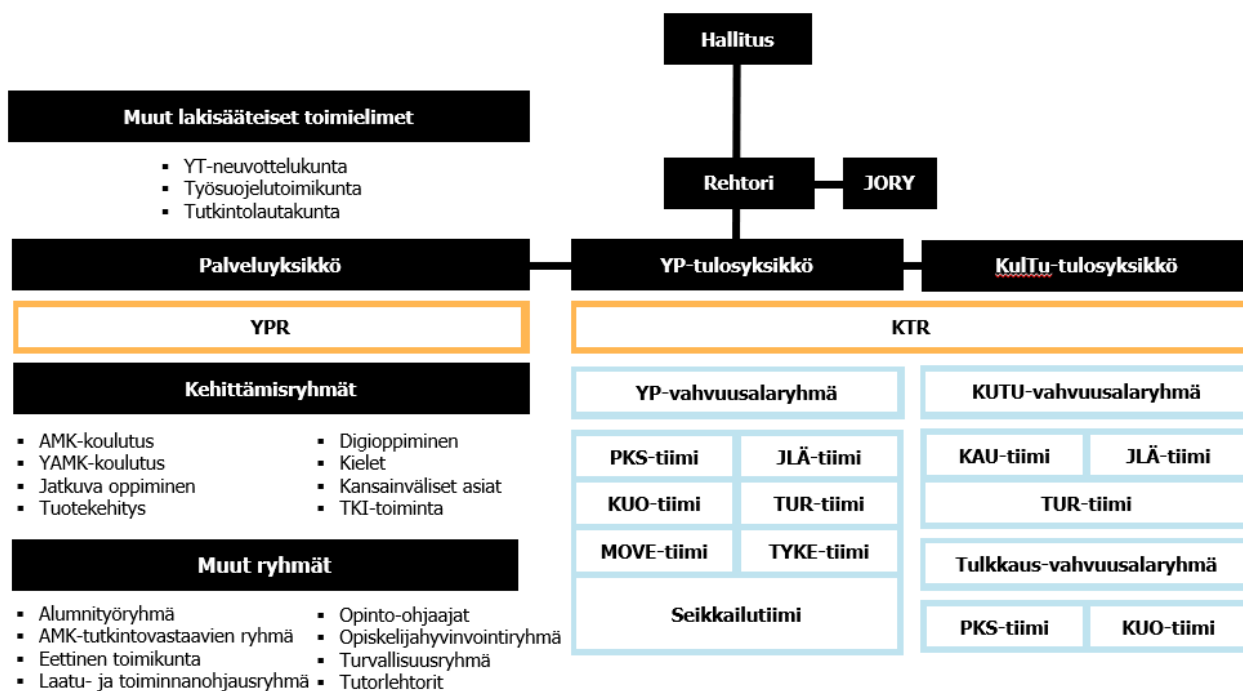 Hallitus
Muut lakisääteiset toimielimet
▪ YT-neuvottelukunta
▪ Työsuojelutoimikunta
▪ Tutkintolautakunta
Rehtori
JORY
Palveluyksikkö
YP-tulosyksikkö
KulTu-tulosyksikkö
YPR
KTR
Kehittämisryhmät
▪ AMK-koulutus
▪ YAMK-koulutus
▪ Jatkuva oppiminen
▪ Tuotekehitys
▪ Digioppiminen
▪ Kielet
▪ Kansainväliset asiat
▪ TKI-toiminta
Muut ryhmät
▪ Alumnityöryhmä
▪ AMK-tutkintovastaavien ryhmä
▪ Eettinen toimikunta
▪ Laatu- ja toiminnanohjausryhmä
▪ Opinto-ohjaajat
▪ Opiskelijahyvinvointiryhmä
▪ Turvallisuusryhmä
▪ Tutorlehtorit
YP-vahvuusalaryhmä
PKS-tiimi
JLÄ-tiimi
KUO-tiimi
TUR-tiimi
MOVE-tiimi
TYKE-tiimi
Seikkailutiimi
KUTU-vahvuusalaryhmä
KAU-tiimi
JLÄ-tiimi
TUR-tiimi
Tulkkaus-vahvuusalaryhmä
PKS-tiimi
KUO-tiimi